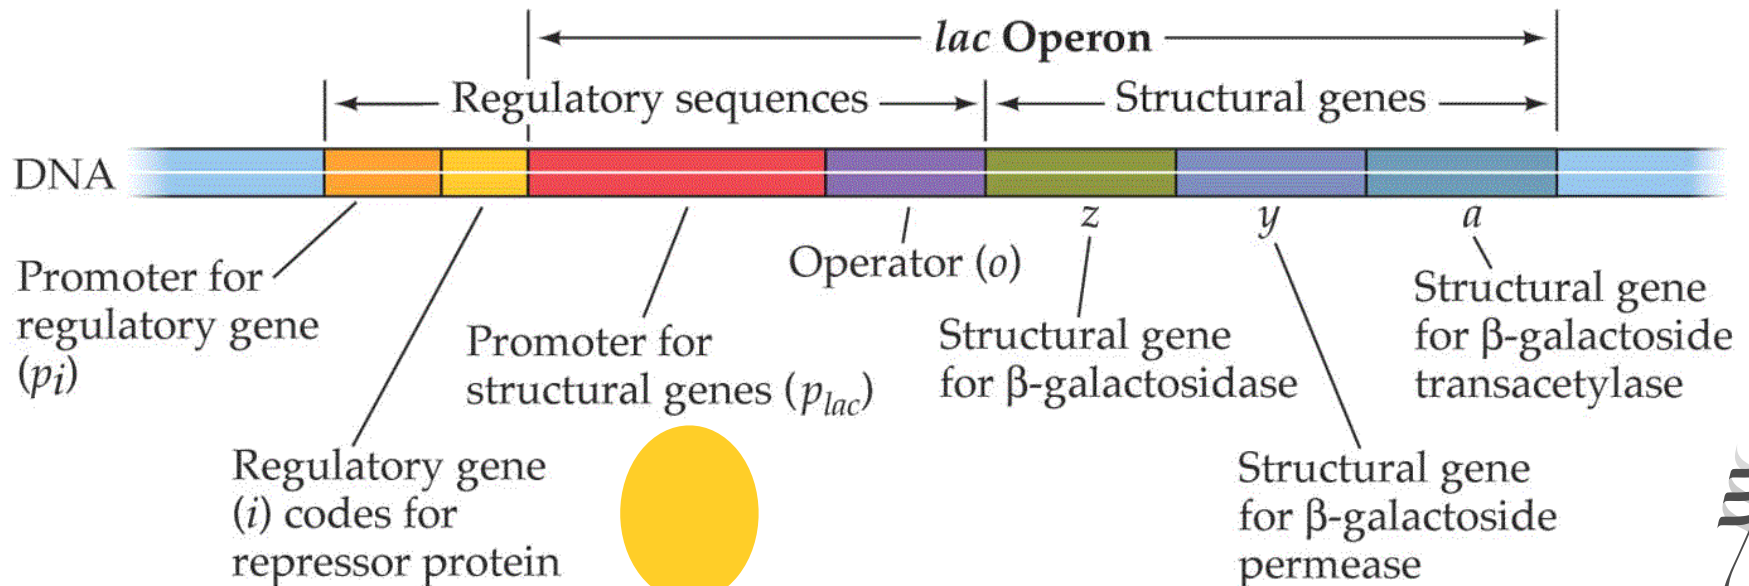 lac Operon
Regulatory sequences
Structural genes
DNA
z
y
a
Operator (o)
Promoter for
regulatory gene
(pi)
Promoter for
structural genes (plac)
Structural gene
for β-galactosidase
Structural gene
for β-galactoside
transacetylase
Regulatory gene
(i) codes for
repressor protein
Structural gene
for β-galactoside
permease